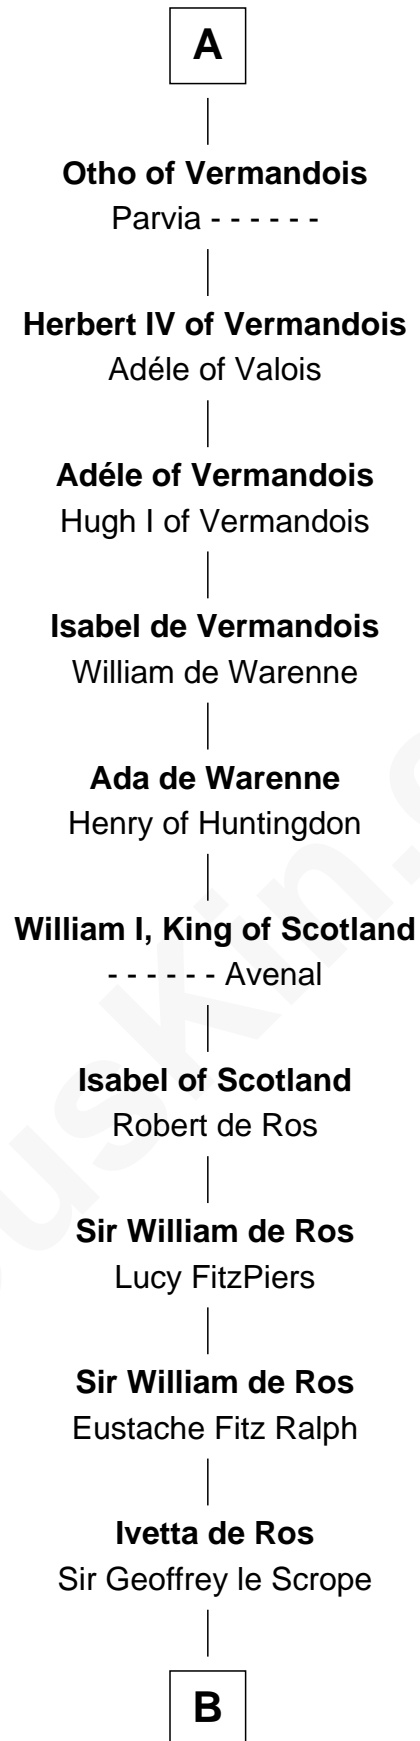 A
Otho of Vermandois
Parvia - - - - - -
Herbert IV of Vermandois
Adéle of Valois
Adéle of Vermandois
Hugh I of Vermandois
Isabel de Vermandois
William de Warenne
Ada de Warenne
Henry of Huntingdon
William I, King of Scotland
- - - - - - Avenal
Isabel of Scotland
Robert de Ros
Sir William de Ros
Lucy FitzPiers
Sir William de Ros
Eustache Fitz Ralph
Ivetta de Ros
Sir Geoffrey le Scrope
B